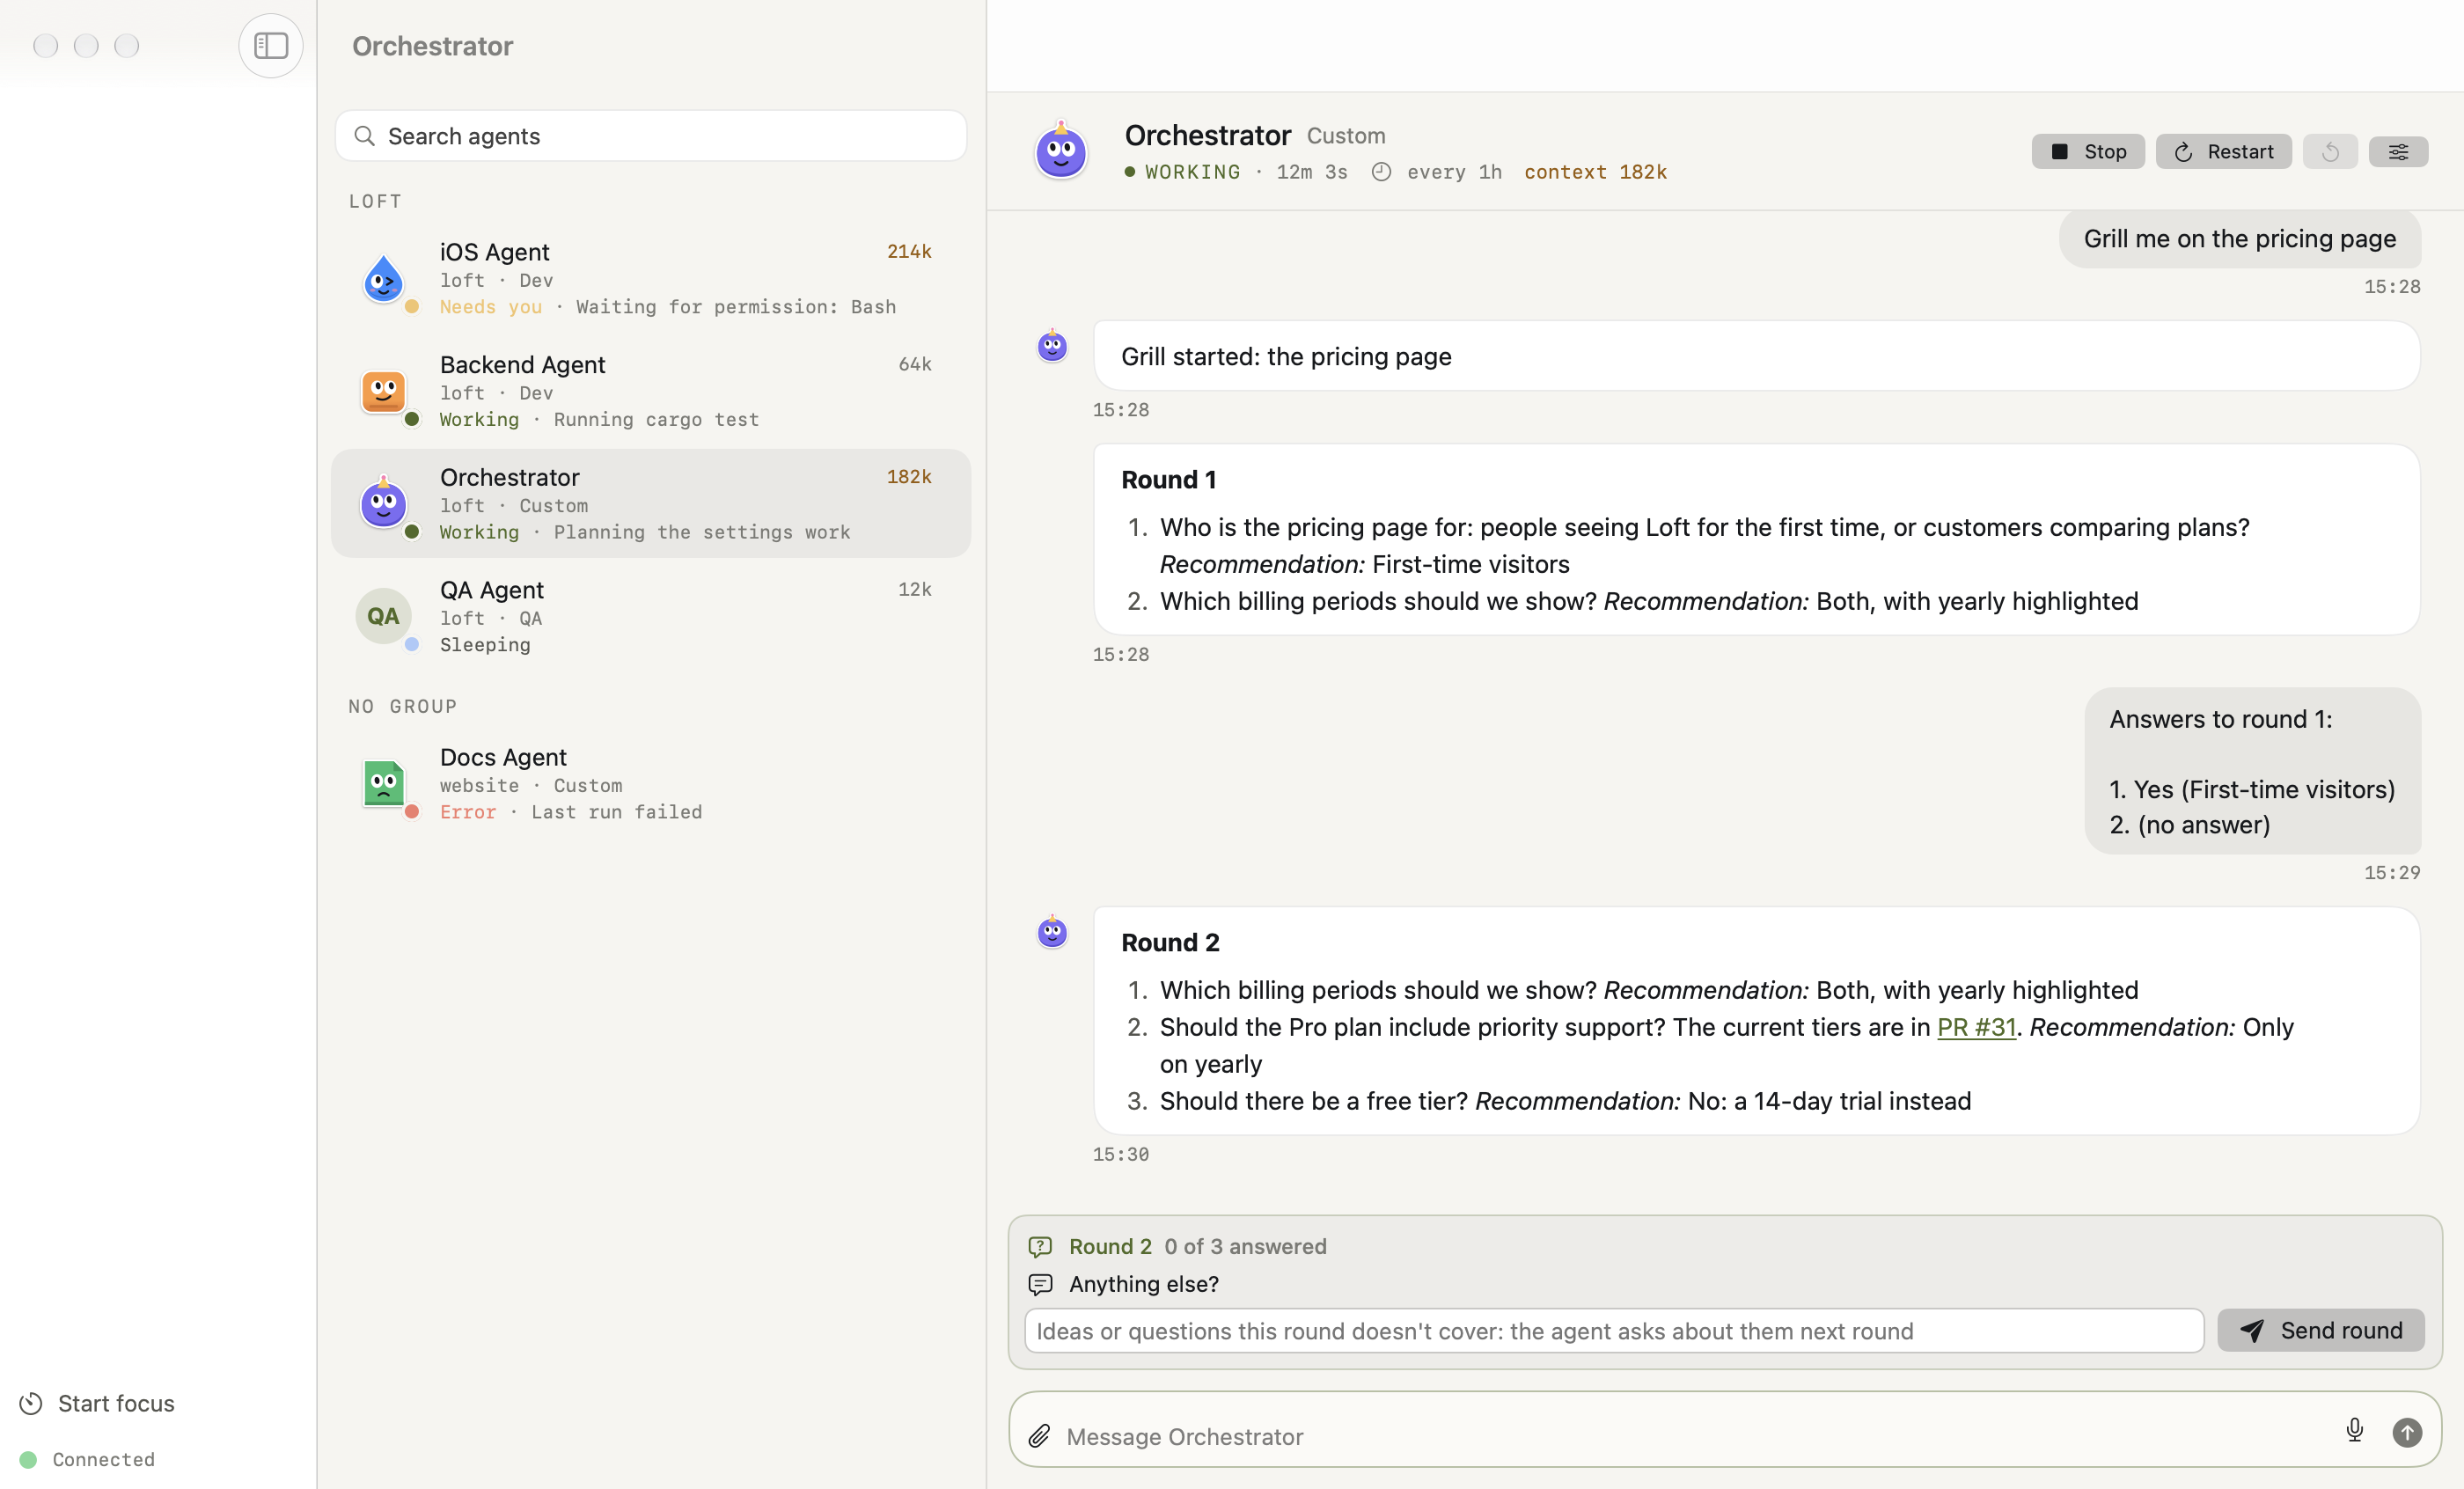 Orchestrator
Search agents
LOFT
iOS Agent 214k
loft · Dev
Needs you · Waiting for permission: Bash
Backend Agent 64k
loft · Dev
Working · Running cargo test
Orchestrator 182k
loft · Custom
Working · Planning the settings work
QA
QA Agent 12k
loft · QA
Sleeping
NO GROUP
Docs Agent
website · Custom
Error · Last run failed
Start focus
Connected
Orchestrator Custom
WORKING · 12m 3s every 1h context 182k
Stop
Restart
Grill me on the pricing page
15:28
Grill started: the pricing page
15:28
Round 1
1. Who is the pricing page for: people seeing Loft for the first time, or customers comparing plans?
Recommendation: First-time visitors
2. Which billing periods should we show? Recommendation: Both, with yearly highlighted
15:28
Answers to round 1:
1. Yes (First-time visitors)
2. (no answer)
15:29
Round 2
1. Which billing periods should we show? Recommendation: Both, with yearly highlighted
2. Should the Pro plan include priority support? The current tiers are in PR #31. Recommendation: Only
on yearly
3. Should there be a free tier? Recommendation: No: a 14-day trial instead
15:30
Round 2 0 of 3 answered
Anything else?
Ideas or questions this round doesn't cover: the agent asks about them next round
Send round
Message Orchestrator